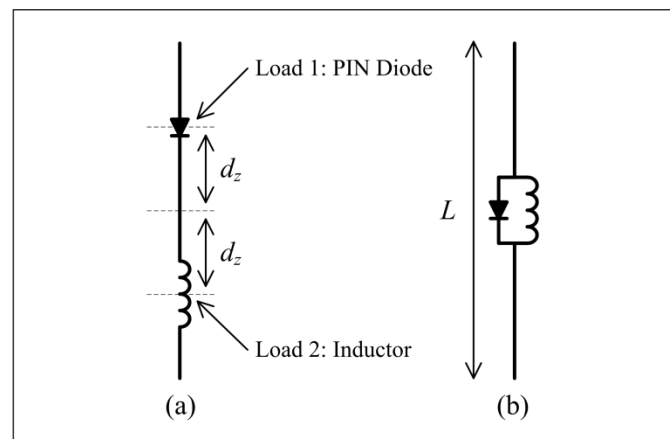 Load 1: PIN Diode
d_z
L
d_z
Load 2: Inductor
(a)
(b)